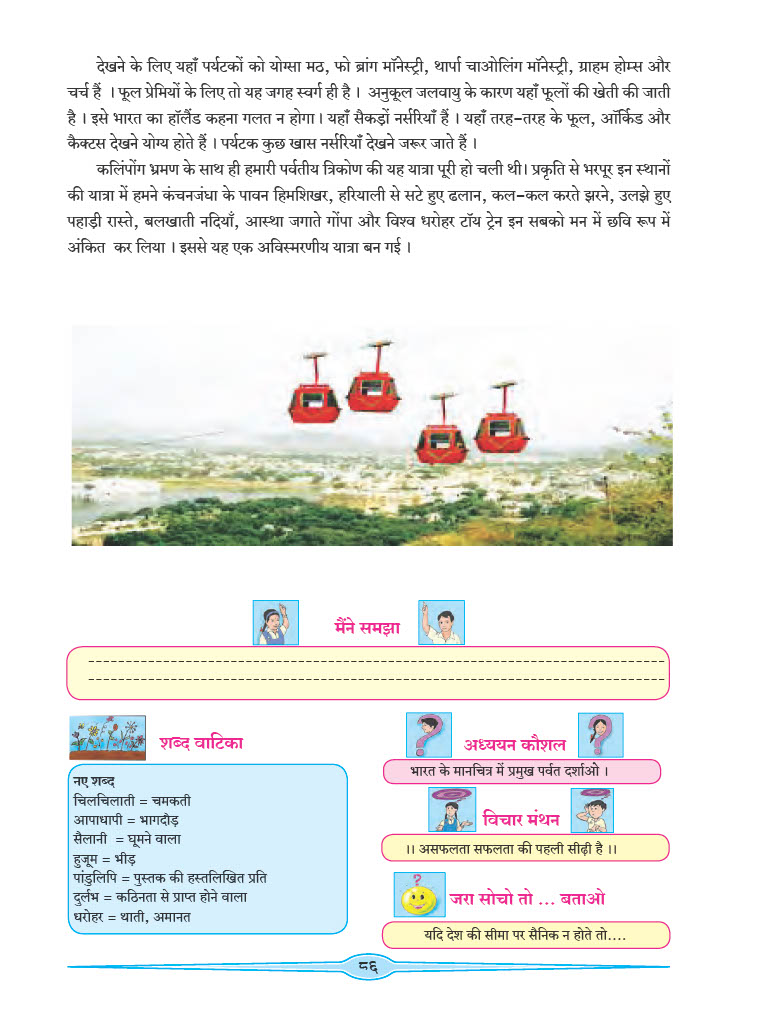 देखने के लिए यहाँ पर्यटकों को योग्सा मठ, फो ब्रांग मॉनेस्ट्री, थार्पा चाओलिंग मॉनेस्ट्री, ग्राहम होम्स और
चर्च हैं । फूल प्रेमियों के लिए तो यह जगह स्वर्ग ही है । अनुकूल जलवायु के कारण यहाँ फूलों की खेती की जाती
है । इसे भारत का हॉलैंड कहना गलत न होगा । यहाँ सैकड़ों नर्सरियाँ हैं । यहाँ तरह-तरह के फूल, ऑर्किड और
कैक्टस देखने योग्य होते हैं । पर्यटक कुछ खास नर्सरियाँ देखने जरूर जाते हैं ।
कलिंपोंग भ्रमण के साथ ही हमारी पर्वतीय त्रिकोण की यह यात्रा पूरी हो चली थी। प्रकृति से भरपूर इन स्थानों
की यात्रा में हमने कंचनजंघा के पावन हिमशिखर, हरियाली से सटे हुए ढलान, कल-कल करते झरने, उलझे हुए
पहाड़ी रास्ते, बलखाती नदियाँ, आस्था जगाते गोंपा और विश्व धरोहर टॉय ट्रेन इन सबको मन में छवि रूप में
अंकित कर लिया । इससे यह एक अविस्मरणीय यात्रा बन गई ।
मैंने समझा
शब्द वाटिका
नए शब्द
चिलचिलाती = चमकती
आपाधापी = भागदौड़
सैलानी = घूमने वाला
हुजूम = भीड़
पांडुलिपि = पुस्तक की हस्तलिखित प्रति
दुर्लभ = कठिनता से प्राप्त होने वाला
धरोहर = थाती, अमानत
अध्ययन कौशल
भारत के मानचित्र में प्रमुख पर्वत दर्शाओ ।
विचार मंथन
।। असफलता सफलता की पहली सीढ़ी है ।।
जरा सोचो तो ... बताओ
यदि देश की सीमा पर सैनिक न होते तो....
८६